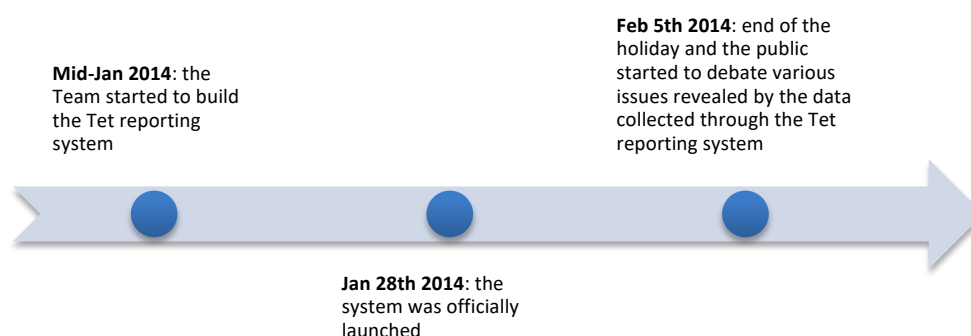 Mid-Jan 2014: the
Team started to build
the Tet reporting
system
Jan 28th 2014: the
system was officially
launched
Feb 5th 2014: end of the
holiday and the public
started to debate various
issues revealed by the data
collected through the Tet
reporting system